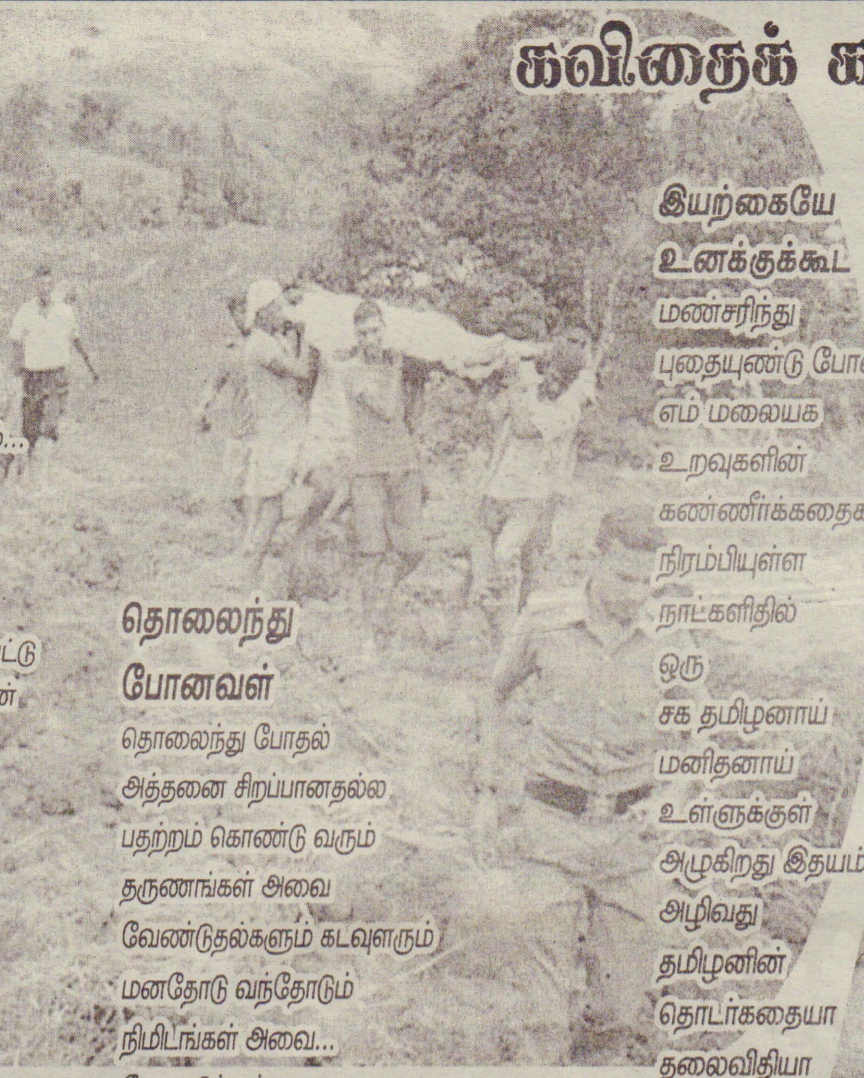 கவிதைக்
தொலைந்து
போனவள்
தொலைந்து போதல்
அத்தனை சிறப்பானதல்ல
பதற்றம் கொண்டு வரும்
தருணங்கள் அவை
வேண்டுதல்களும் கடவுளரும்
மனதோடு வந்தோடும்
நிமிடங்கள் அவை...
இயற்கையே
உனக்குக்கூட
மண்சரிந்து
புதையுண்டு
எம் மலையக
உறவுகளின்
நிரம்பியுள்ள
நாட்களிதில்
ஒரு
சக தமிழனாய்
மனிதனாய்
உள்ளுக்குள்
அழுகிறது இதயம்
அழிவது
தமிழனின்
தொடர்கதையா
தலைவிதியா